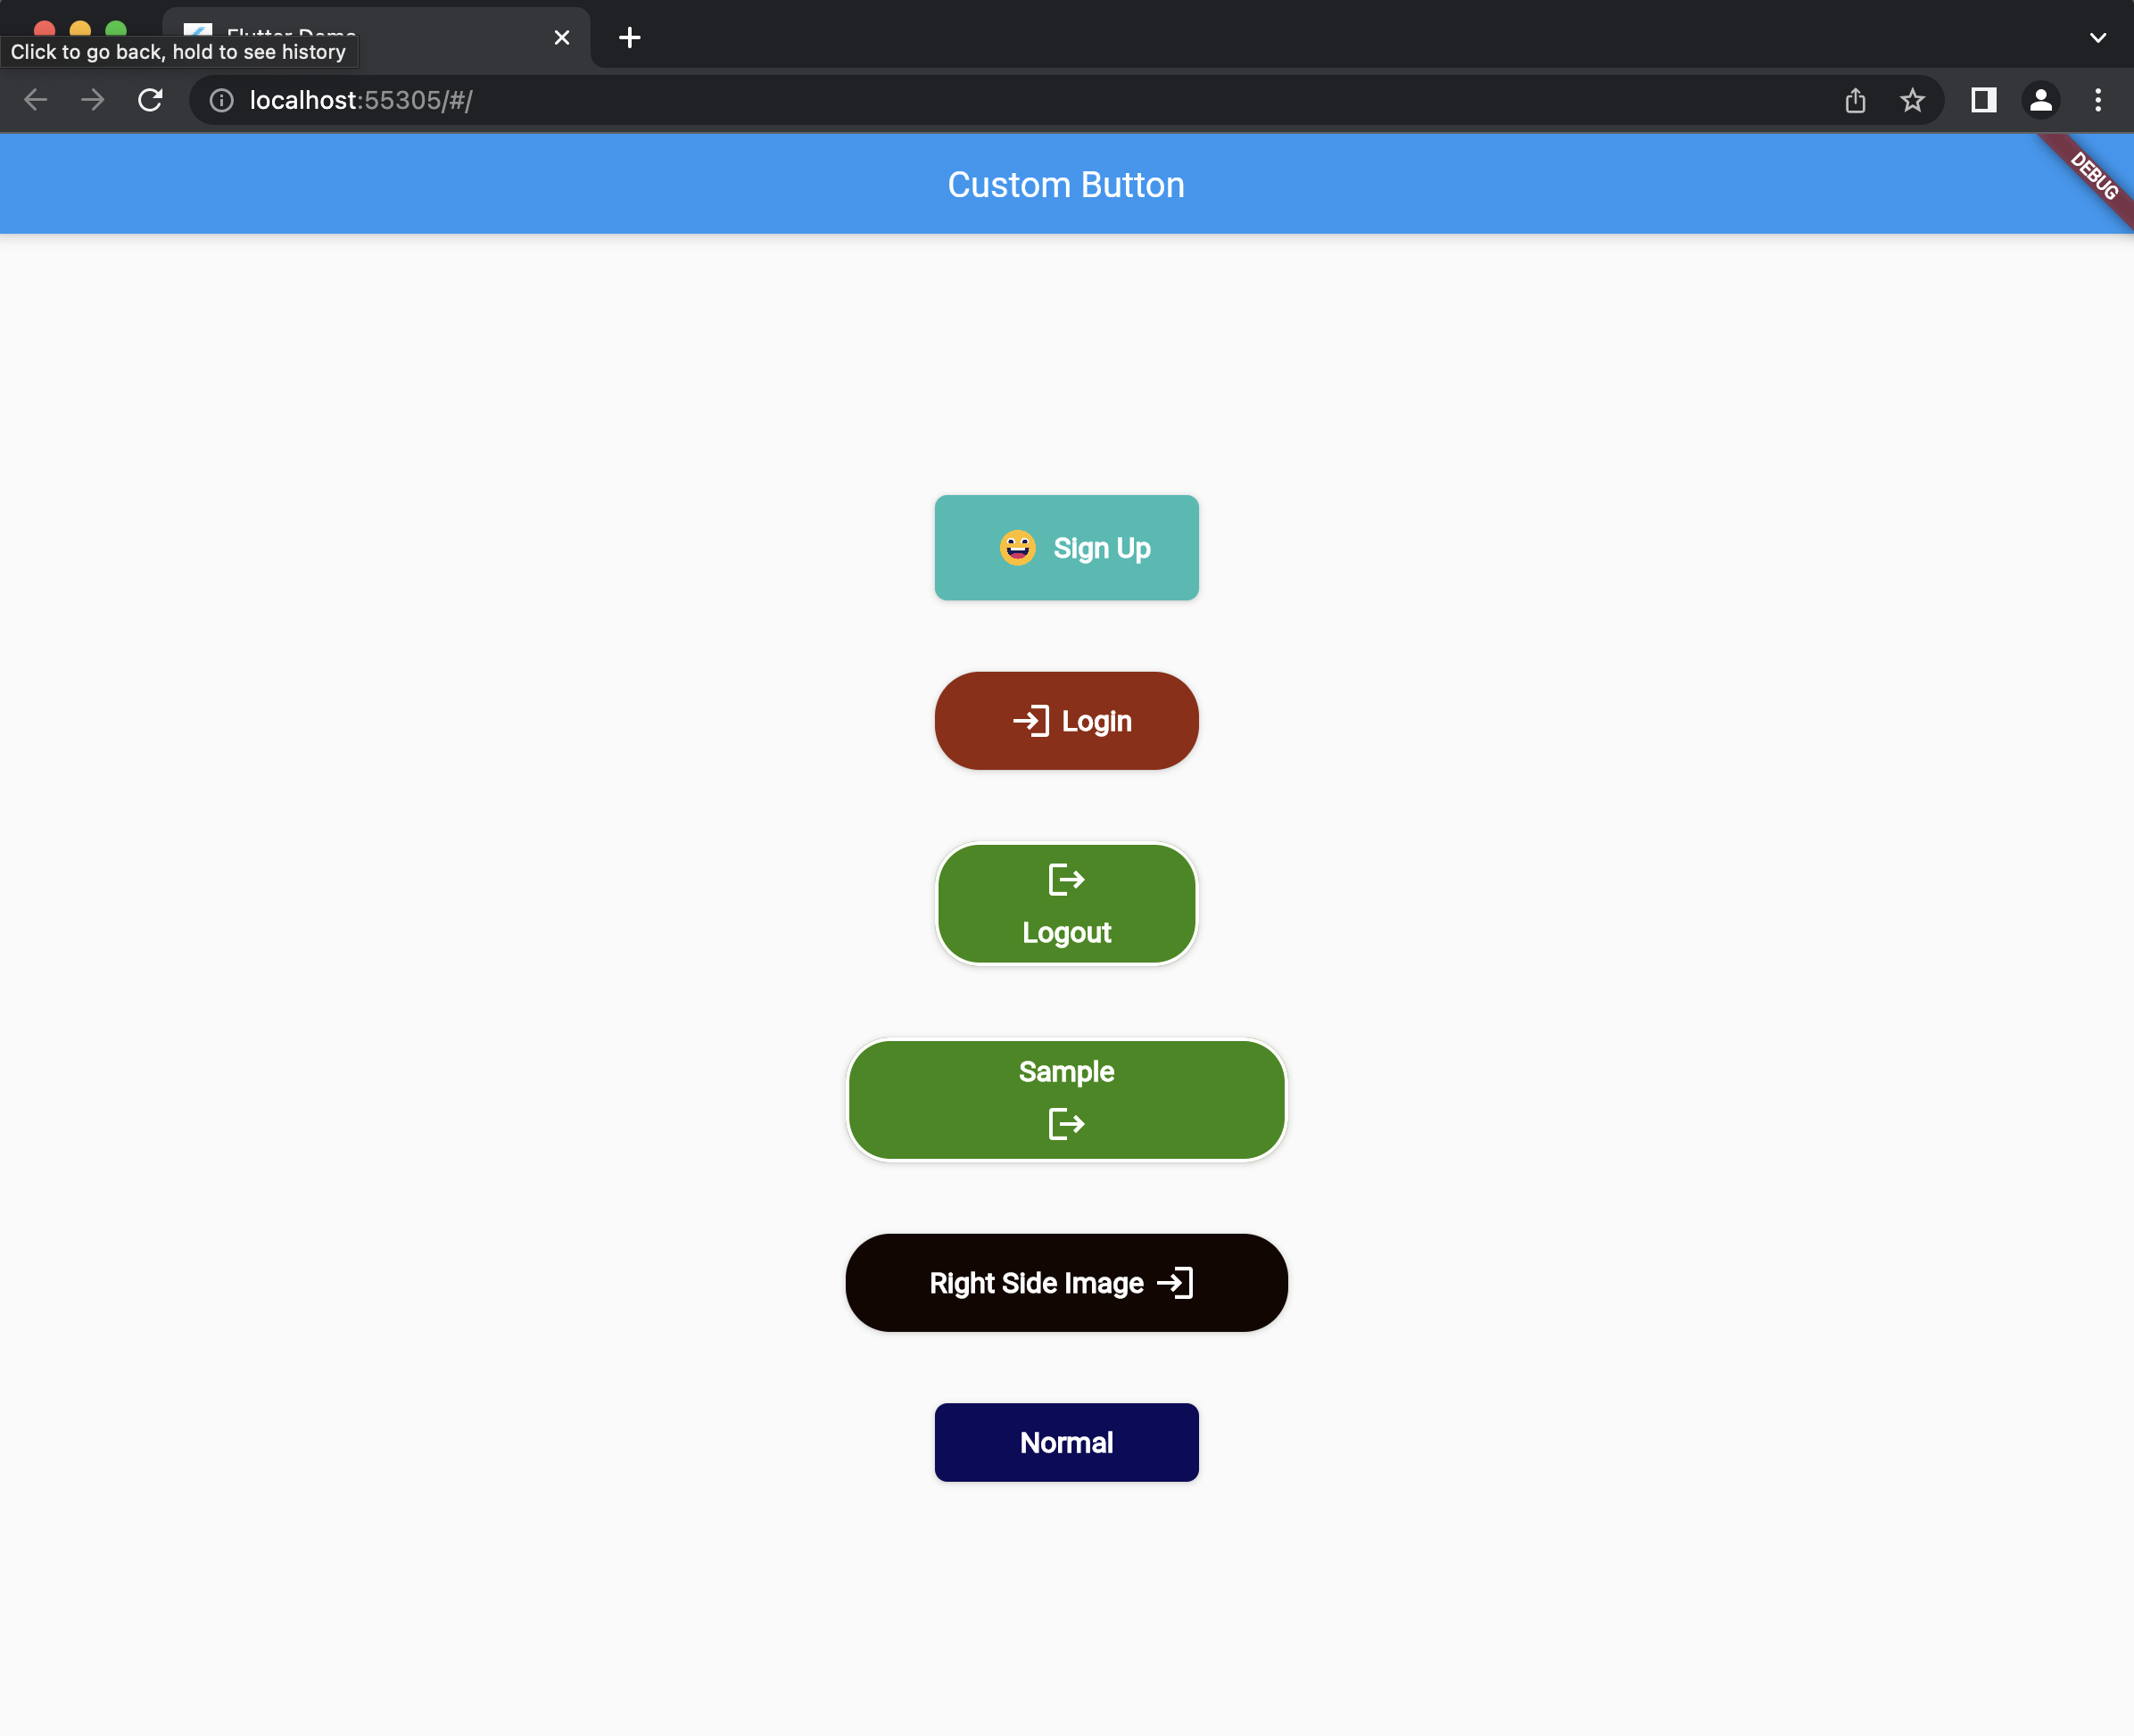 Flutter Demo
Click to go back, hold to see history
localhost:55305/#/
Custom Button
DEBUG
Sign Up
Login
Logout
Sample
Right Side Image
Normal